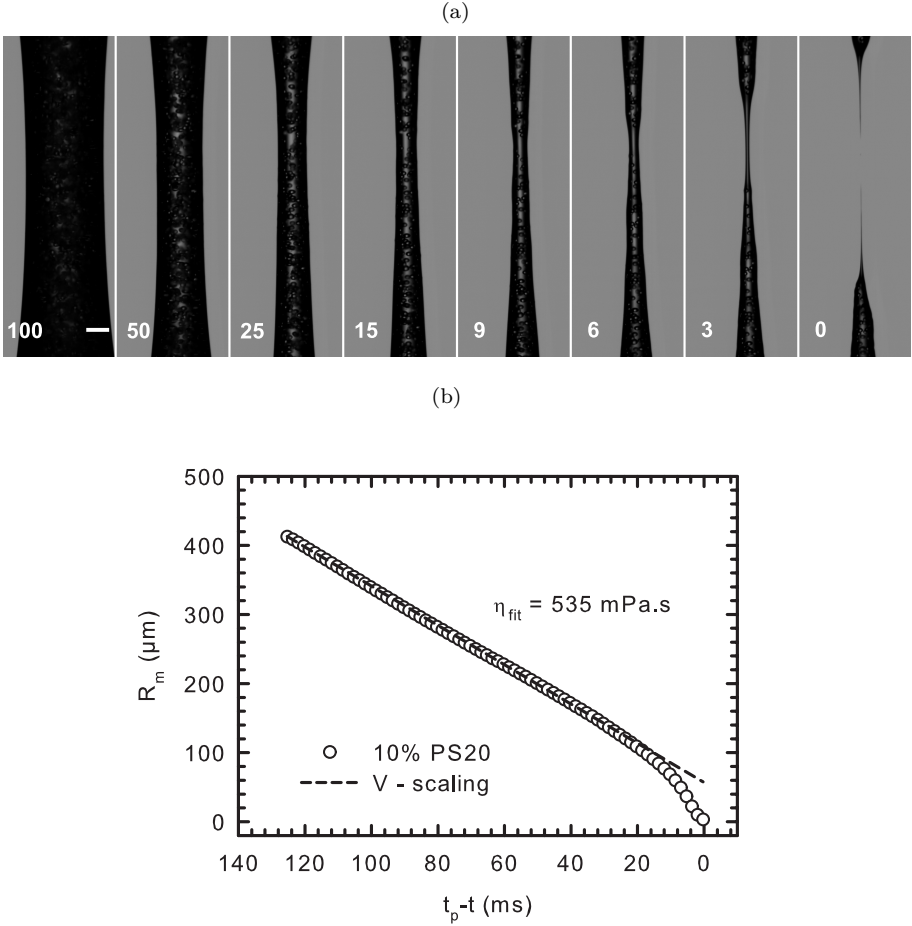 (a)
100 50 25 15 9 6 3 0
(b)
500
400
300
200
100
0
R_m (µm)
η_fit = 535 mPa.s
10% PS20
V - scaling
140 120 100 80 60 40 20 0
t_p-t (ms)